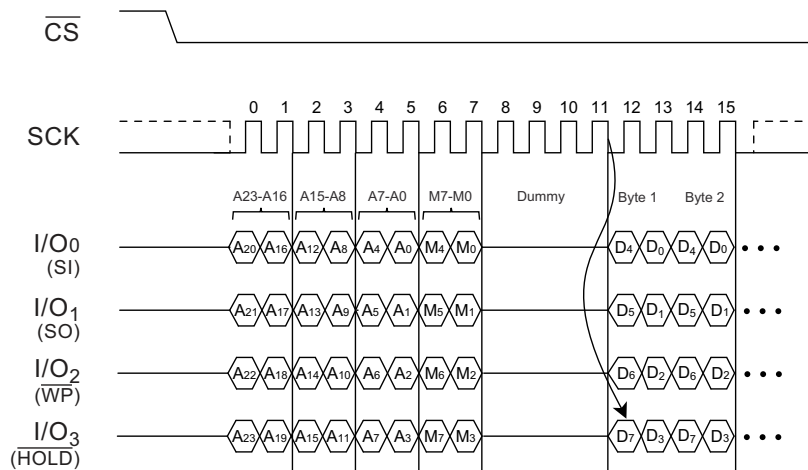 CS
0 1 2 3 4 5 6 7 8 9 10 11 12 13 14 15
SCK
A23-A16 A15-A8 A7-A0 M7-M0 Dummy Byte 1 Byte 2
I/O0 A20 A16 A12 A8 A4 A0 M4 M0 D4 D0 D4 D0
(SI)
I/O1 A21 A17 A13 A9 A5 A1 M5 M1 D5 D1 D5 D1
(SO)
I/O2 A22 A18 A14 A10 A6 A2 M6 M2 D6 D2 D6 D2
(WP)
I/O3 A23 A19 A15 A11 A7 A3 M7 M3 D7 D3 D7 D3
(HOLD)